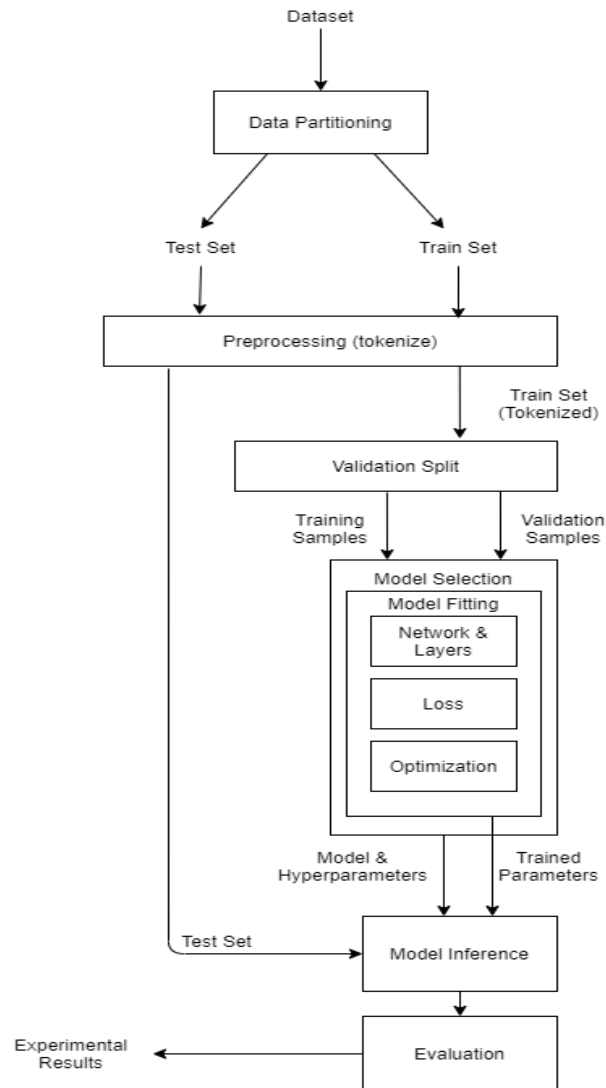 Dataset
Data Partitioning
Test Set
Train Set
Preprocessing (tokenize)
Train Set
(Tokenized)
Validation Split
Training
Samples
Validation
Samples
Model Selection
Model Fitting
Network &
Layers
Loss
Optimization
Model &
Hyperparameters
Trained
Parameters
Test Set
Model Inference
Experimental
Results
Evaluation